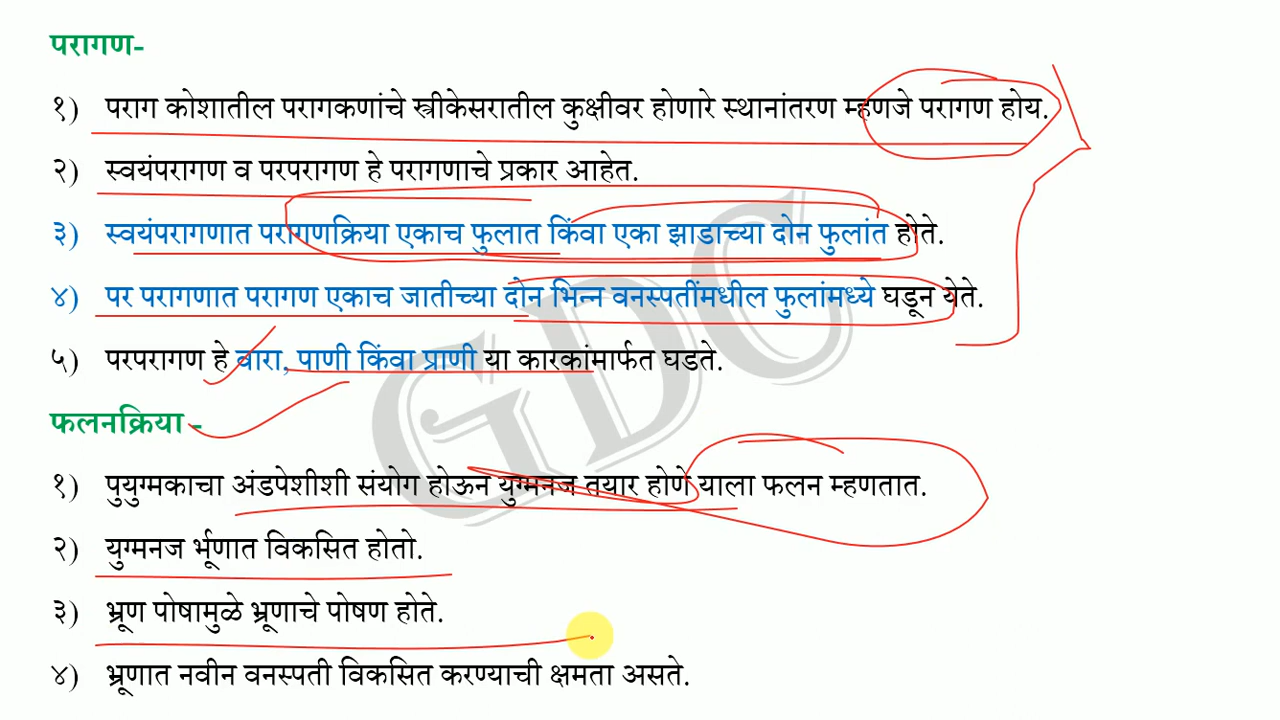 परागण-
१) पराग कोशातील परागकणांचे स्त्रीकेसरातील कुक्षीवर होणारे स्थानांतरण म्हणजे परागण होय.
२) स्वयंपरागण व परपरागण हे परागणाचे प्रकार आहेत.
३) स्वयंपरागणात परागणक्रिया एकाच फुलात किंवा एका झाडाच्या दोन फुलांत होते.
४) पर परागणात परागण एकाच जातीच्या दोन भिन्न वनस्पतींमधील फुलांमध्ये घडून येते.
५) परपरागण हे वारा, पाणी किंवा प्राणी या कारकांमार्फत घडते.
फलनक्रिया -
१) पुयुग्मकाचा अंडपेशीशी संयोग होऊन युग्मनज तयार होणे याला फलन म्हणतात.
२) युग्मनज र्भूणात विकसित होतो.
३) भ्रूण पोषामुळे भ्रूणाचे पोषण होते.
४) भ्रूणात नवीन वनस्पती विकसित करण्याची क्षमता असते.
GDC